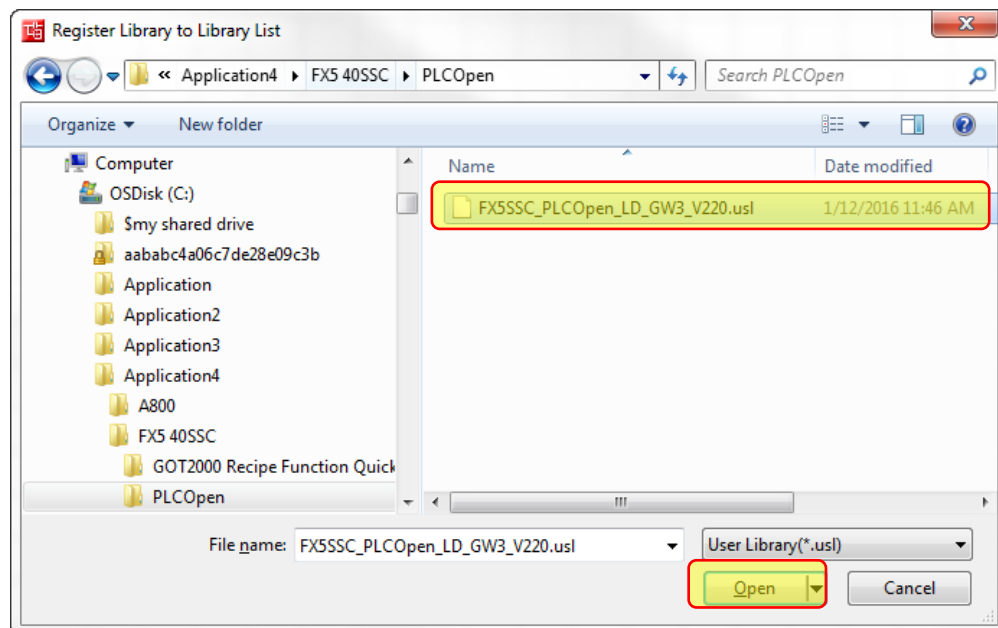 Register Library to Library List
« Application4 ▸ FX5 40SSC ▸ PLCOpen
Search PLCOpen
Organize New folder
Computer
OSDisk (C:)
$my shared drive
aababc4a06c7de28e09c3b
Application
Application2
Application3
Application4
A800
FX5 40SSC
GOT2000 Recipe Function Quick
PLCOpen
Name Date modified
FX5SSC_PLCOpen_LD_GW3_V220.usl 1/12/2016 11:46 AM
File name: FX5SSC_PLCOpen_LD_GW3_V220.usl User Library(*.usl)
Open Cancel